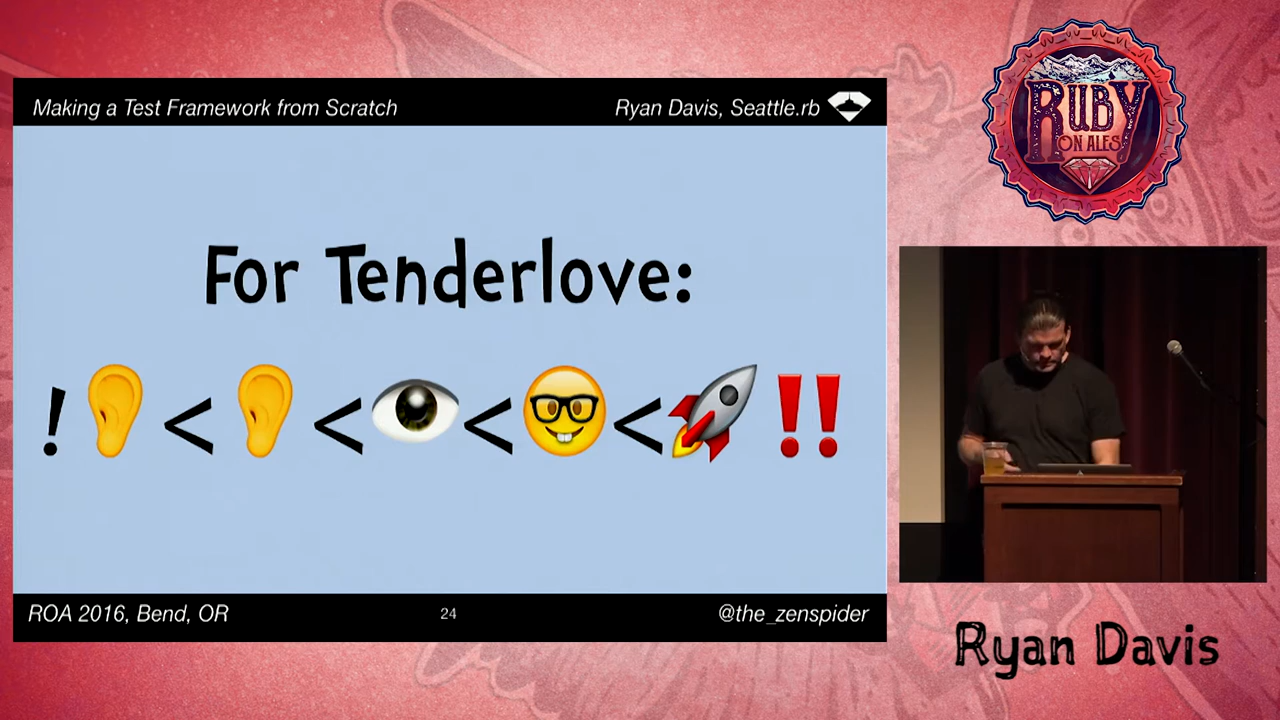 Making a Test Framework from Scratch
Ryan Davis, Seattle.rb
For Tenderlove:
!👂<👂<👁<🤓<🚀‼️
ROA 2016, Bend, OR
24
@the_zenspider
RUBY
ON ALES
Ryan Davis